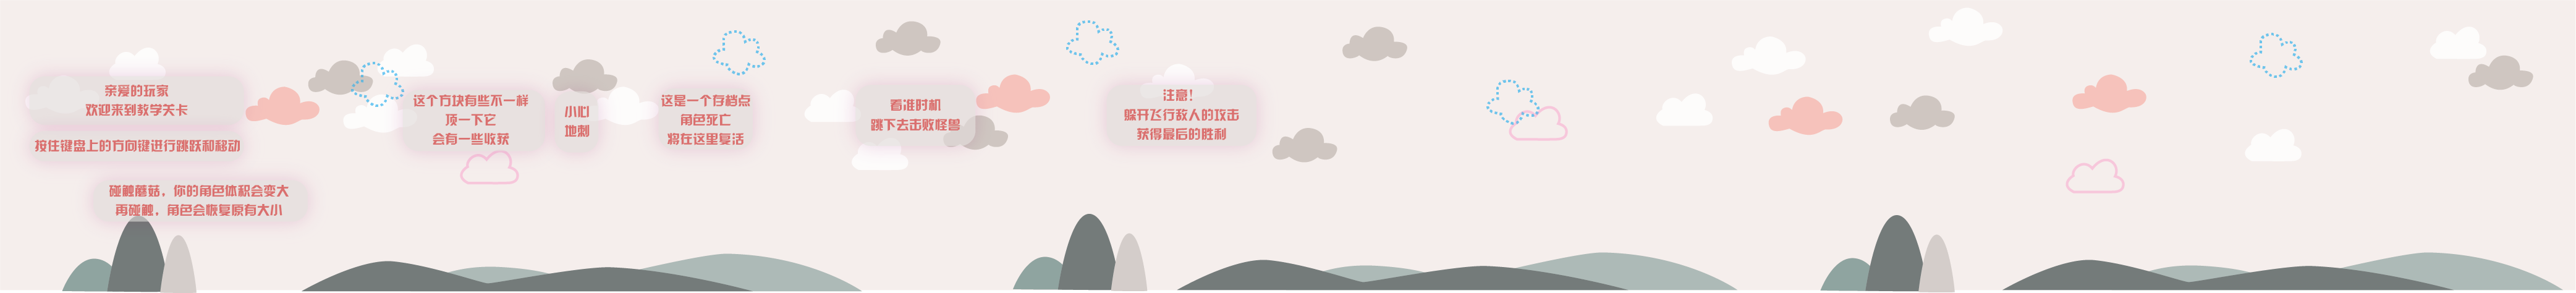 亲爱的玩家
欢迎来到教学关卡
按住键盘上的方向键进行跳跃和移动
碰触蘑菇，你的角色体积会变大
再碰触，角色会恢复原有大小
这个方块有些不一样
顶一下它
会有一些收获
小心
地刺
这是一个存档点
角色死亡
将在这里复活
看准时机
跳下去击败怪兽
注意！
躲开飞行敌人的攻击
获得最后的胜利